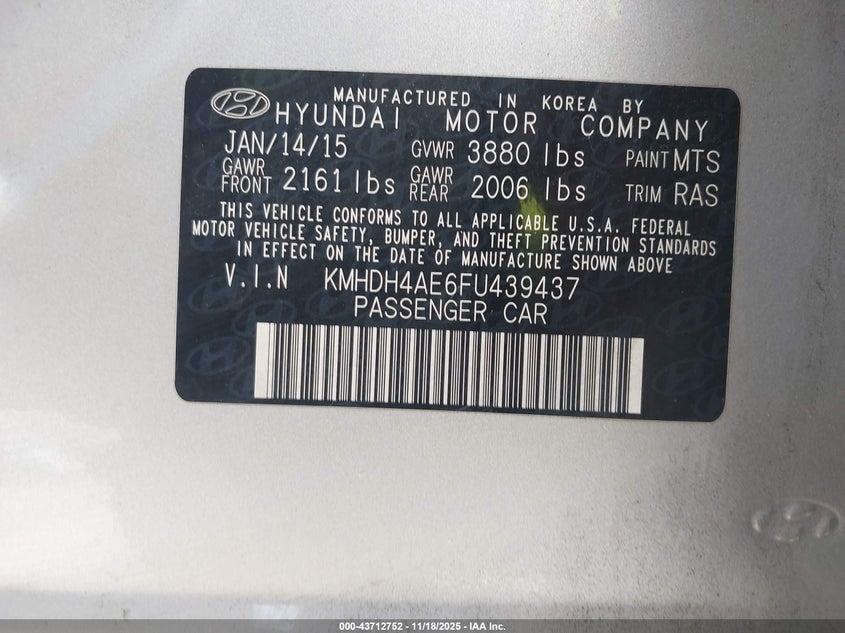 MANUFACTURED IN KOREA BY
HYUNDAI MOTOR COMPANY
JAN/14/15 GVWR 3880 lbs PAINT MTS
GAWR FRONT 2161 lbs GAWR REAR 2006 lbs TRIM RAS
THIS VEHICLE CONFORMS TO ALL APPLICABLE U.S.A. FEDERAL
MOTOR VEHICLE SAFETY, BUMPER, AND THEFT PREVENTION STANDARDS
IN EFFECT ON THE DATE OF MANUFACTURE SHOWN ABOVE
V.I.N KMHDH4AE6FU439437
PASSENGER CAR
000-43712752 - 11/18/2025 - IAA Inc.